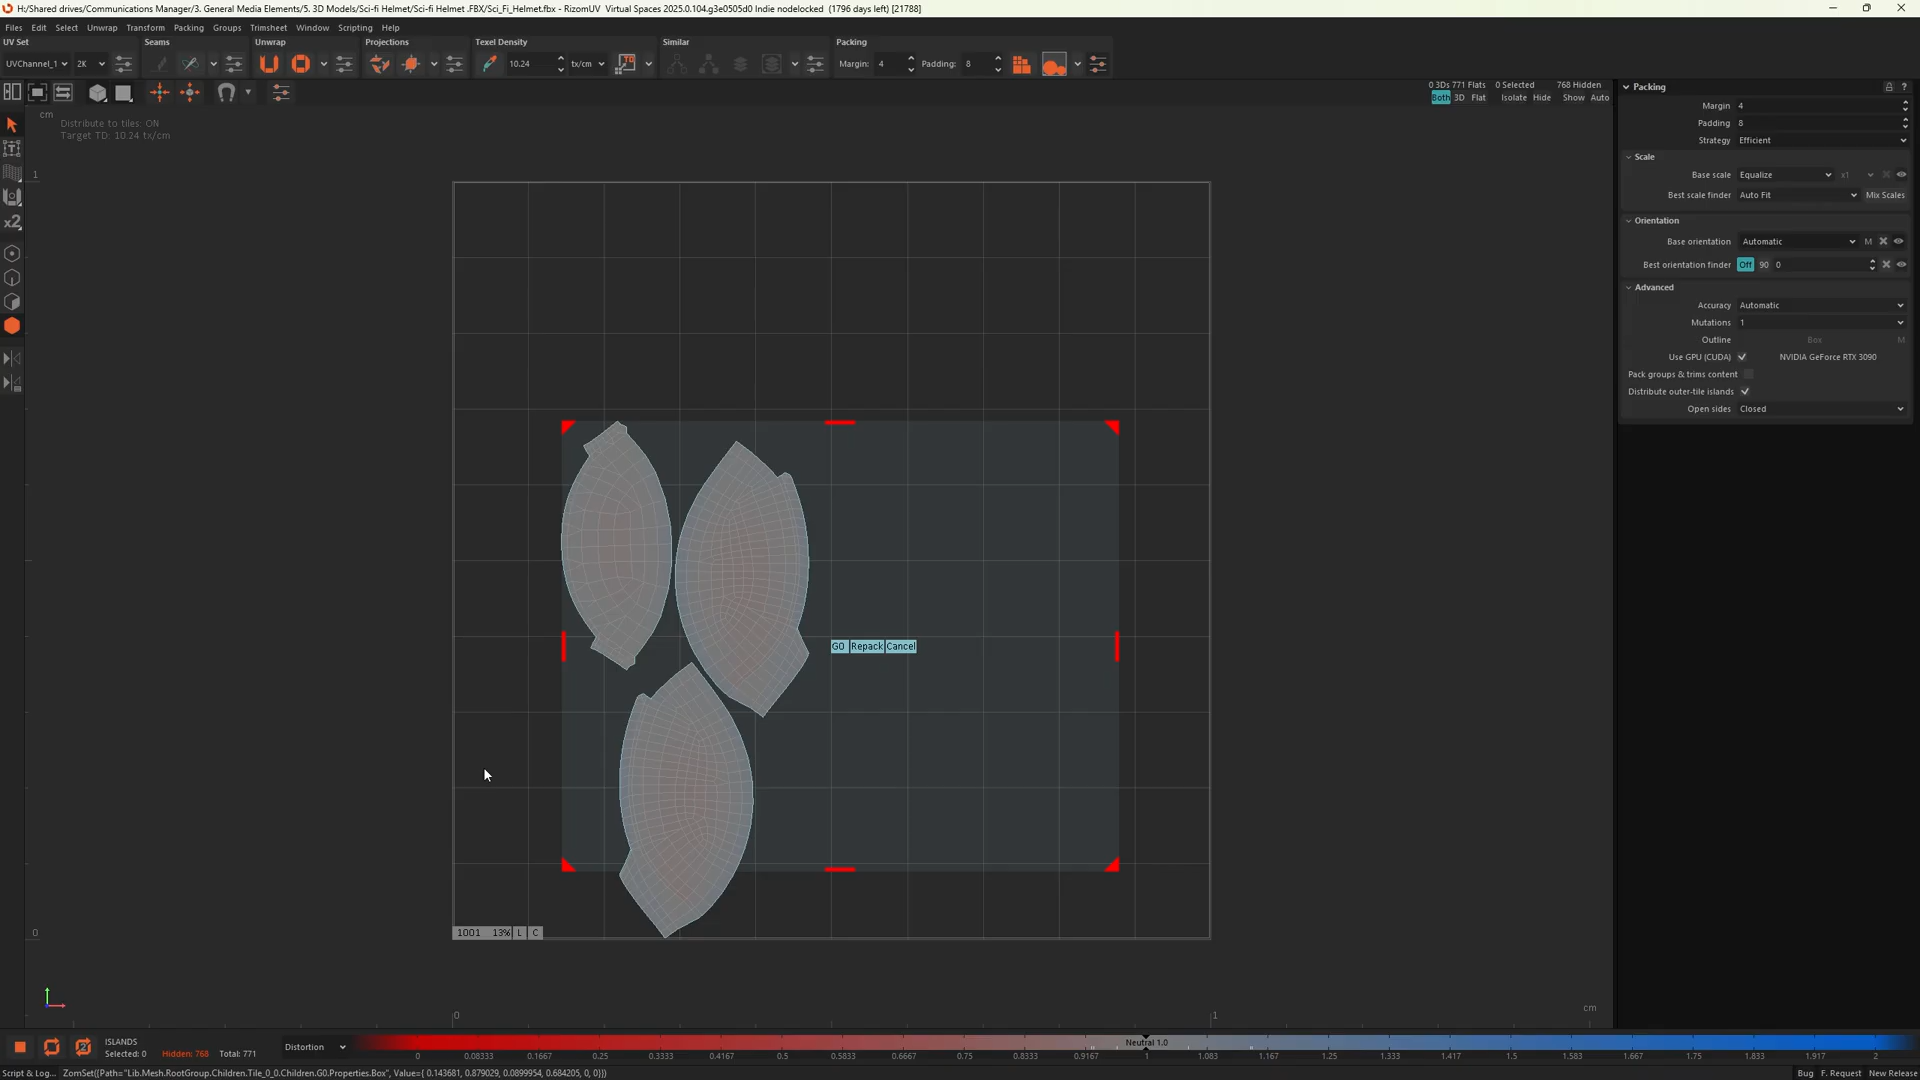 H:/Shared drives/Communications Manager/3. General Media Elements/5. 3D Models/Sci-fi Helmet/Sci-fi Helmet .FBX/Sci_Fi_Helmet.fbx - RizomUV  Virtual Spaces 2025.0.104.g3e0505d0 Indie nodelocked  (1796 days left) [21788]
Files Edit Select Unwrap Transform Packing Groups Trimsheet Window Scripting Help
UV Set Seams Unwrap Projections Texel Density Similar Packing
UVChannel_1 2K 10.24 tx/cm Margin: 4 Padding: 8
0 3Ds 771 Flats 0 Selected 768 Hidden
Both 3D Flat Isolate Hide Show Auto
cm
Distribute to tiles: ON
Target TD: 10.24 tx/cm
x2
1
0
GO Repack Cancel
1001 13% L C
0 1 cm
Packing ?
Margin 4
Padding 8
Strategy Efficient
Scale
Base scale Equalize x1
Best scale finder Auto Fit Mix Scales
Orientation
Base orientation Automatic M
Best orientation finder Off 90 0
Advanced
Accuracy Automatic
Mutations 1
Outline Box M
Use GPU (CUDA) NVIDIA GeForce RTX 3090
Pack groups & trims content
Distribute outer-tile islands
Open sides Closed
ISLANDS
Selected: 0 Hidden: 768 Total: 771
Distortion
Neutral 1.0
0 0.08333 0.1667 0.25 0.3333 0.4167 0.5 0.5833 0.6667 0.75 0.8333 0.9167 1 1.083 1.167 1.25 1.333 1.417 1.5 1.583 1.667 1.75 1.833 1.917 2
Script & Log... ZomSet({Path="Lib.Mesh.RootGroup.Children.Tile_0_0.Children.G0.Properties.Box", Value={ 0.143681, 0.879029, 0.0899954, 0.684205, 0, 0}})
Bug F. Request New Release